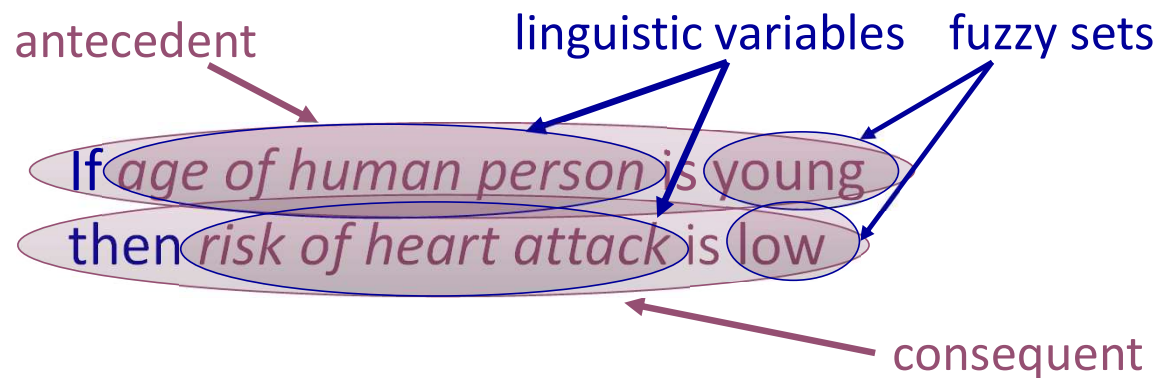 antecedent
linguistic variables
fuzzy sets
If age of human person is young
then risk of heart attack is low
consequent